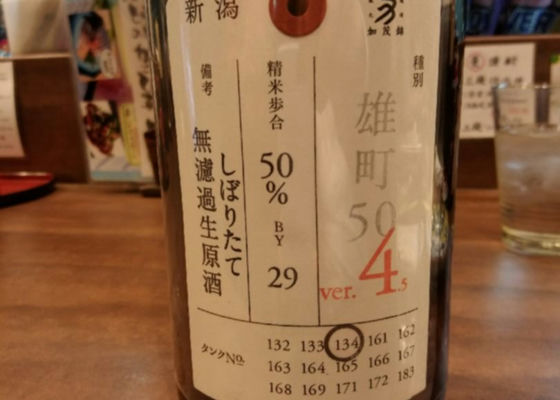 新潟
加茂錦
種別
雄町50
ver. 4.5
精米歩合
50%
BY
29
備考
しぼりたて
無濾過生原酒
タンクNo.
132 133 134 161 162
163 164 165 166 167
168 169 171 172 183